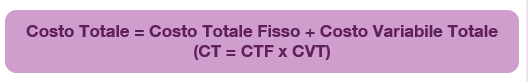 Costo Totale = Costo Totale Fisso + Costo Variabile Totale
(CT = CTF x CVT)